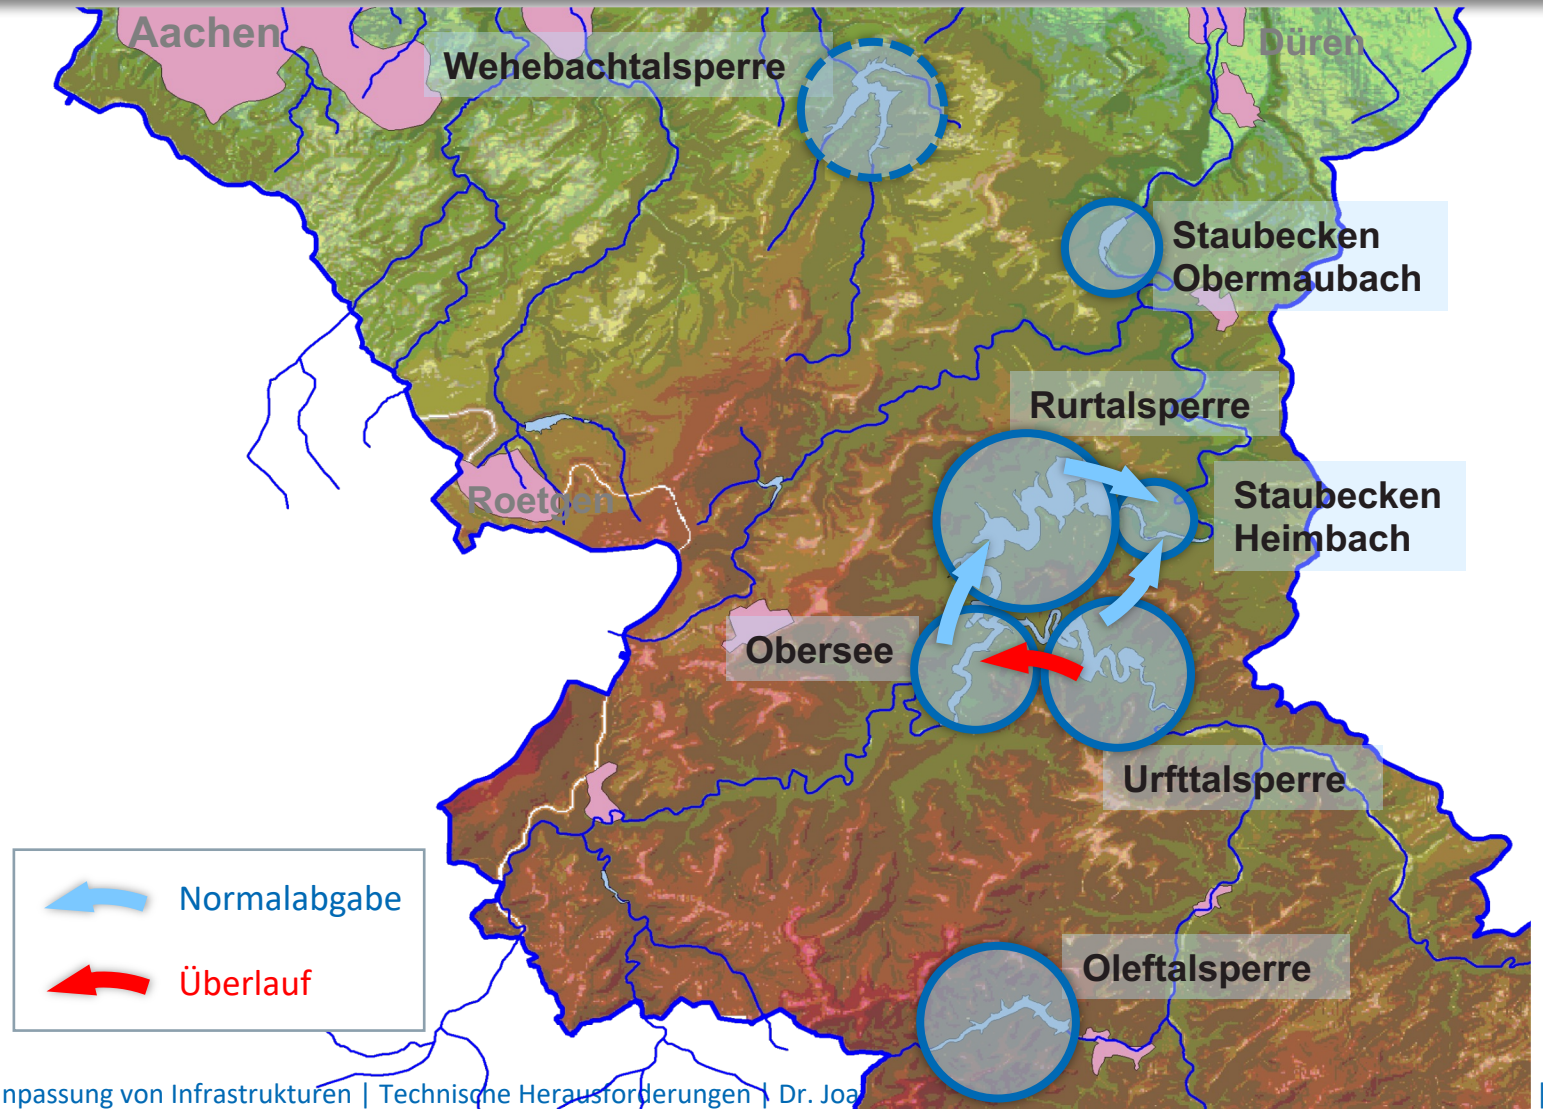 Aachen
Düren
Wehebachtalsperre
Staubecken
Obermaubach
Rurtalsperre
Roetgen
Staubecken
Heimbach
Obersee
Urfttalsperre
Normalabgabe
Überlauf
Oleftalsperre
npassung von Infrastrukturen | Technische Herausforderungen | Dr. Joa
|